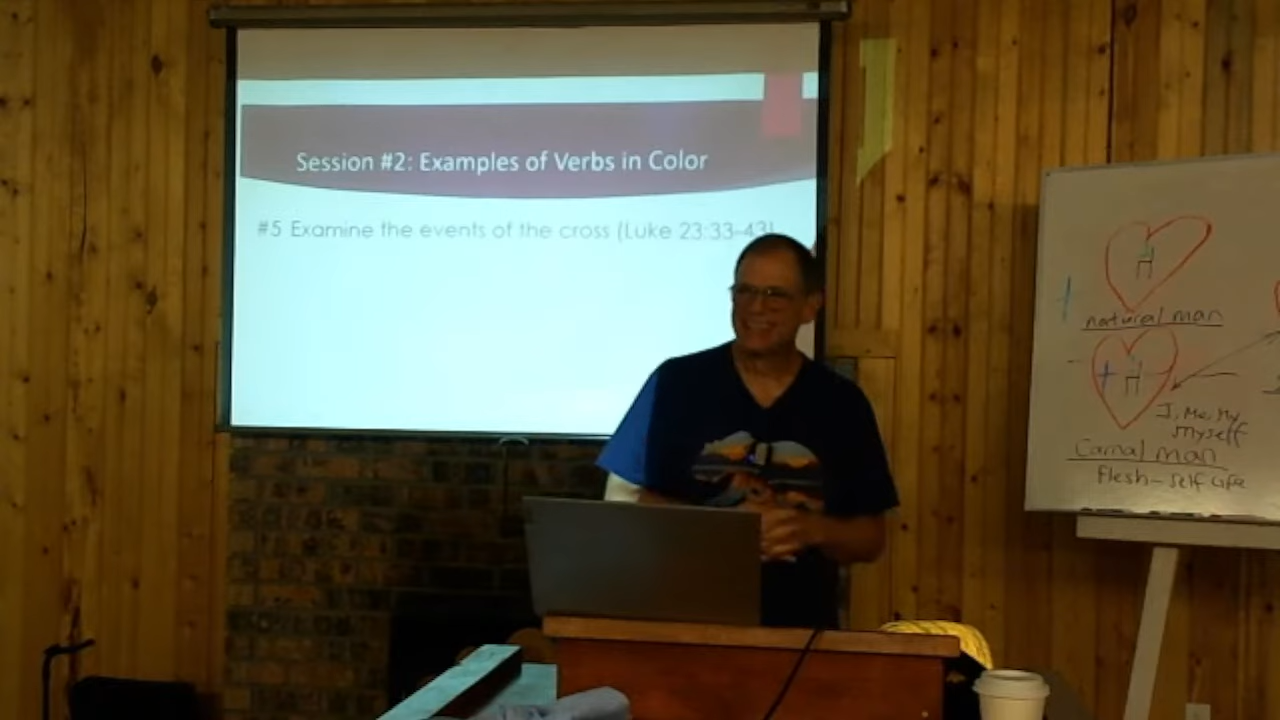 Session #2: Examples of Verbs in Color
#5 Examine the events of the cross (Luke 23:33-43)
H
natural man
H
I, Me, My
Myself
Carnal man
Flesh-Self Life